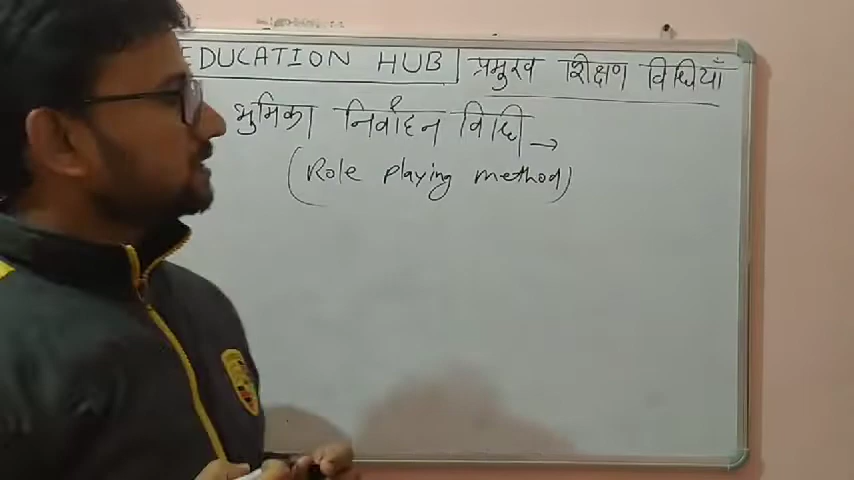 EDUCATION HUB | प्रमुख शिक्षण विधियाँ
भुमिका निर्वाहन विधी →
(Role playing method)